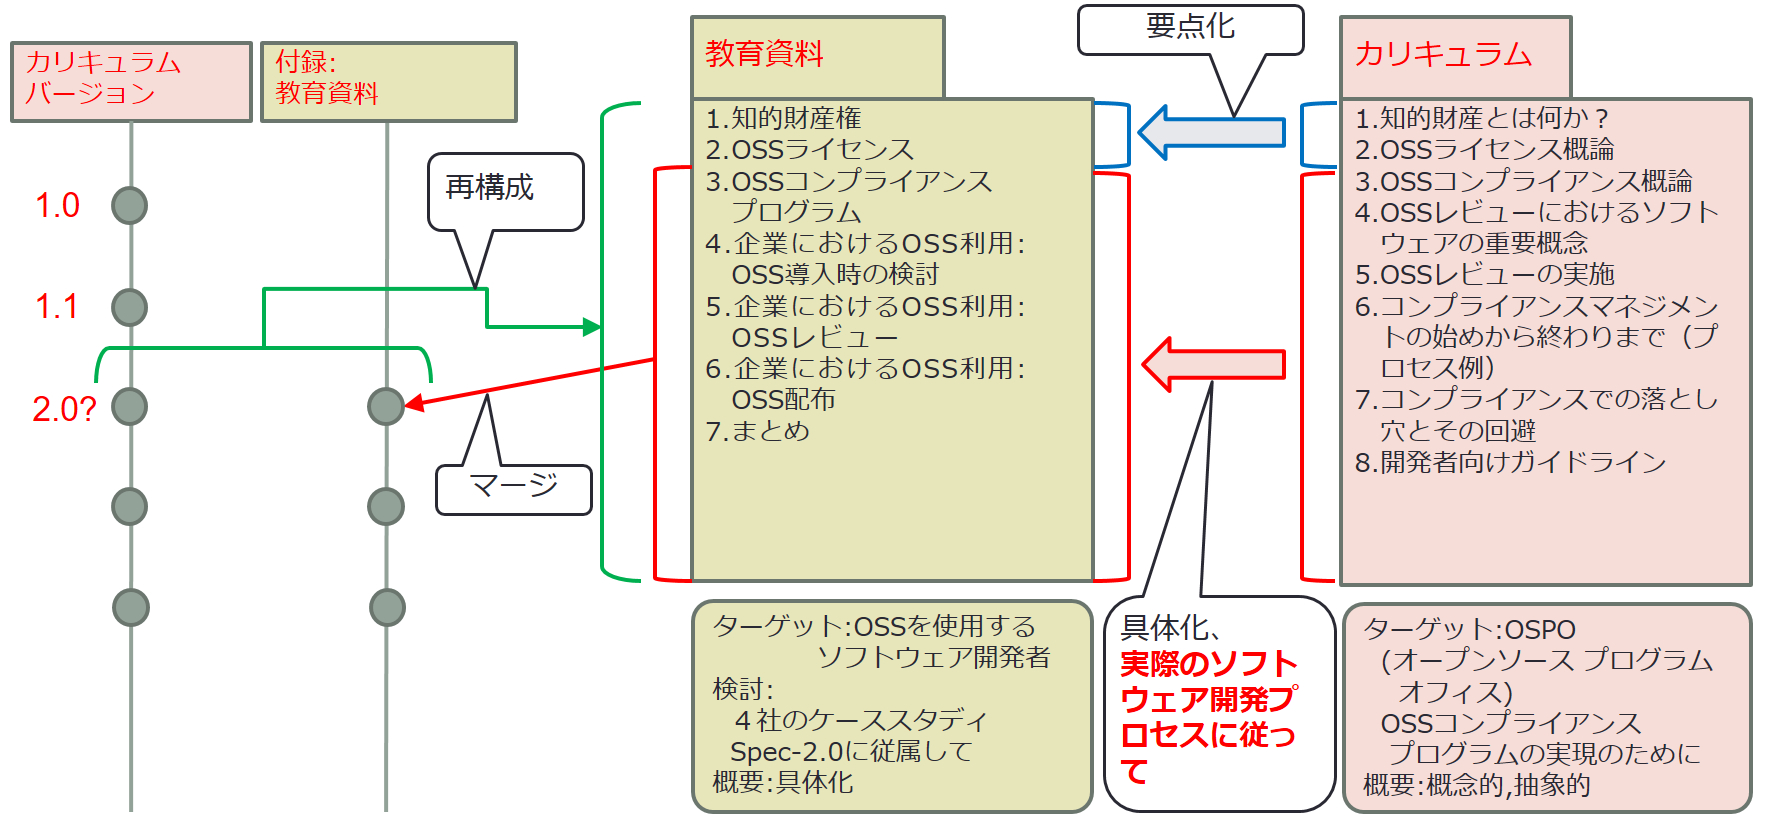 カリキュラム
バージョン
付録:
教育資料
1.0
1.1
2.0?
再構成
マージ
教育資料
1.知的財産権
2.OSSライセンス
3.OSSコンプライアンス
プログラム
4.企業におけるOSS利用:
OSS導入時の検討
5.企業におけるOSS利用:
OSSレビュー
6.企業におけるOSS利用:
OSS配布
7.まとめ
ターゲット:OSSを使用する
ソフトウェア開発者
検討:
４社のケーススタディ
Spec-2.0に従属して
概要:具体化
要点化
具体化、
実際のソフト
ウェア開発プ
ロセスに従っ
て
カリキュラム
1.知的財産とは何か？
2.OSSライセンス概論
3.OSSコンプライアンス概論
4.OSSレビューにおけるソフト
ウェアの重要概念
5.OSSレビューの実施
6.コンプライアンスマネジメン
トの始めから終わりまで（プ
ロセス例）
7.コンプライアンスでの落とし
穴とその回避
8.開発者向けガイドライン
ターゲット:OSPO
(オープンソース プログラム
オフィス)
OSSコンプライアンス
プログラムの実現のために
概要:概念的,抽象的